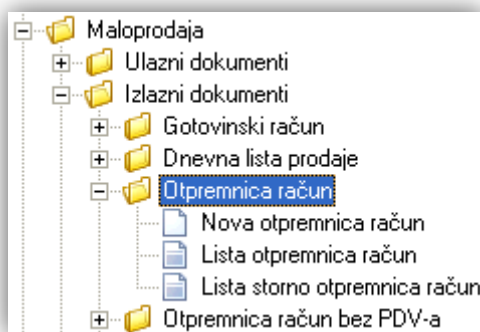 Maloprodaja
Ulazni dokumenti
Izlazni dokumenti
Gotovinski račun
Dnevna lista prodaje
Otpremnica račun
Nova otpremnica račun
Lista otpremnica račun
Lista storno otpremnica račun
Otpremnica račun bez PDV-a